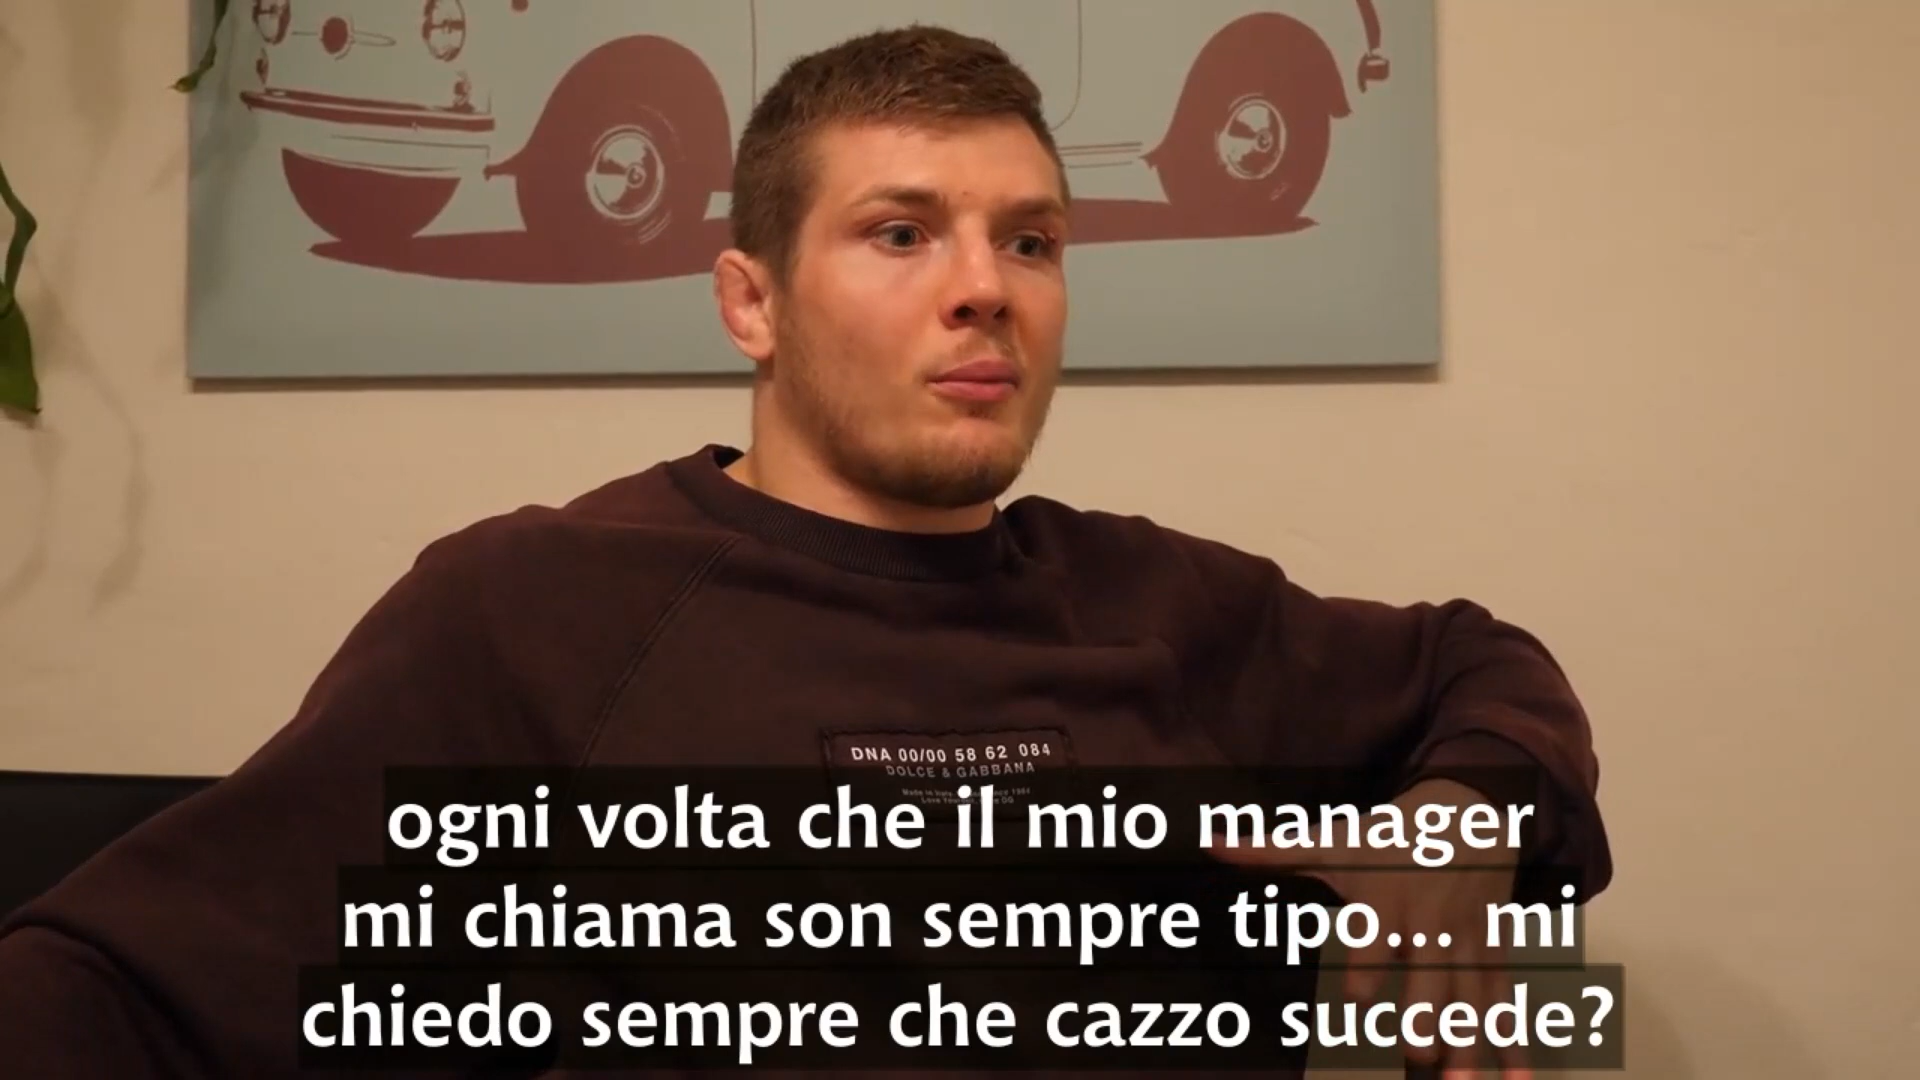 DNA 00/00 58 62 084
DOLCE & GABBANA
ogni volta che il mio manager
mi chiama son sempre tipo... mi
chiedo sempre che cazzo succede?